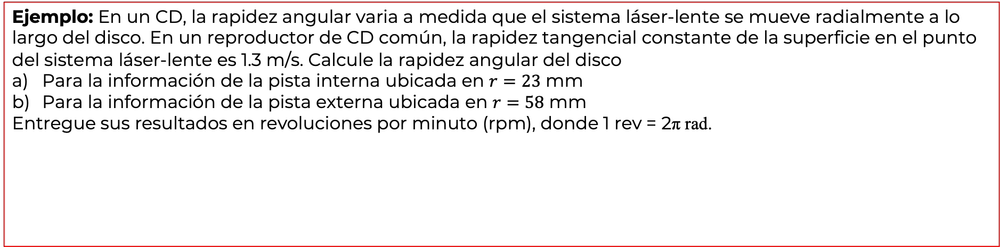 Ejemplo: En un CD, la rapidez angular varia a medida que el sistema láser-lente se mueve radialmente a lo
largo del disco. En un reproductor de CD común, la rapidez tangencial constante de la superficie en el punto
del sistema láser-lente es 1.3 m/s. Calcule la rapidez angular del disco
a) Para la información de la pista interna ubicada en r = 23 mm
b) Para la información de la pista externa ubicada en r = 58 mm
Entregue sus resultados en revoluciones por minuto (rpm), donde 1 rev = 2π rad.